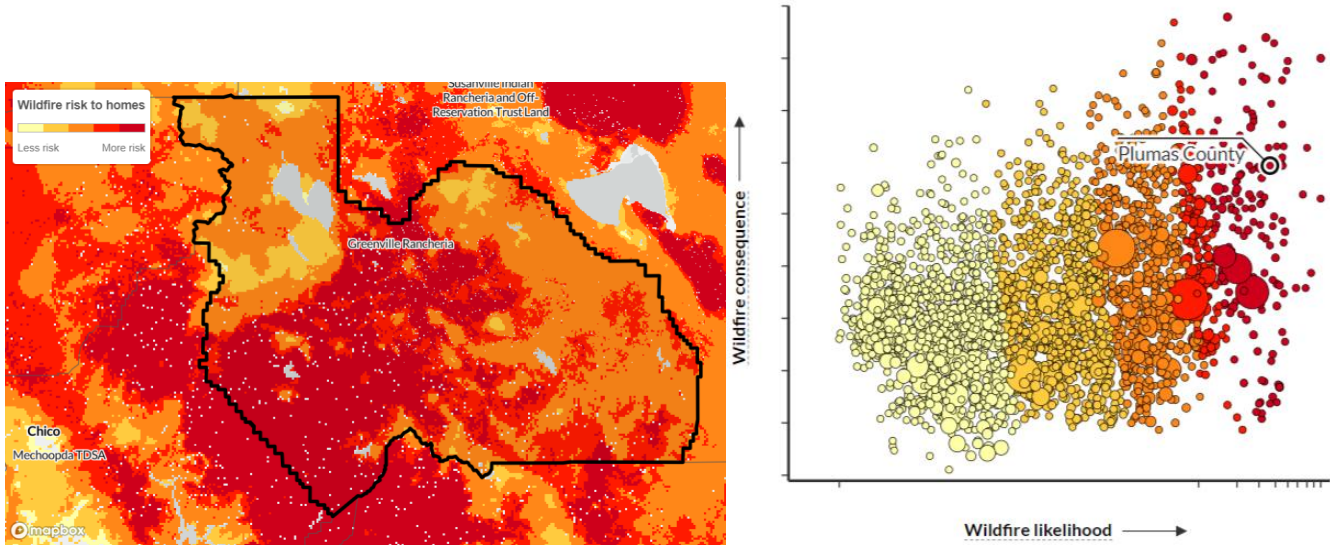 Wildfire risk to homes
Less risk
More risk
Susanville Indian
Rancheria and Off-
Reservation Trust Land
Greenville Rancheria
Chico
Mechoopda TDSA
mapbox
Plumas County
Wildfire consequence
Wildfire likelihood